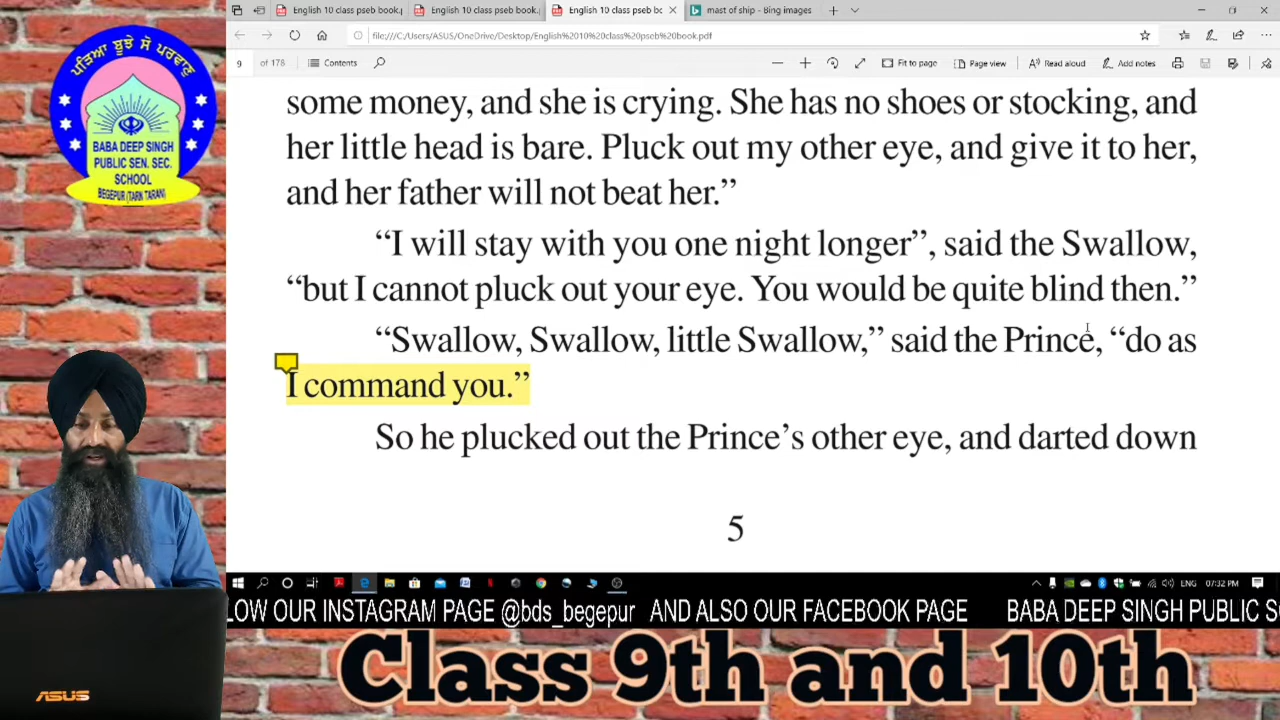 English 10 class pseb book.p
English 10 class pseb book.
English 10 class pseb bo
mast of ship - Bing images
file:///C:/Users/ASUS/OneDrive/Desktop/English%2010%20class%20pseb%20book.pdf
9 of 178 Contents Fit to page Page view Read aloud Add notes
ਪੜਿਆ ਬੂਝੈ ਸੋ ਪਰਵਾਣੁ
BABA DEEP SINGH
PUBLIC SEN. SEC.
SCHOOL
BEGEPUR (TARN TARAN)
some money, and she is crying. She has no shoes or stocking, and
her little head is bare. Pluck out my other eye, and give it to her,
and her father will not beat her.”
“I will stay with you one night longer”, said the Swallow,
“but I cannot pluck out your eye. You would be quite blind then.”
“Swallow, Swallow, little Swallow,” said the Prince, “do as
I command you.”
So he plucked out the Prince’s other eye, and darted down
5
ENG 07:32 PM
LOW OUR INSTAGRAM PAGE @bds_begepur AND ALSO OUR FACEBOOK PAGE BABA DEEP SINGH PUBLIC S
ASUS
Class 9th and 10th